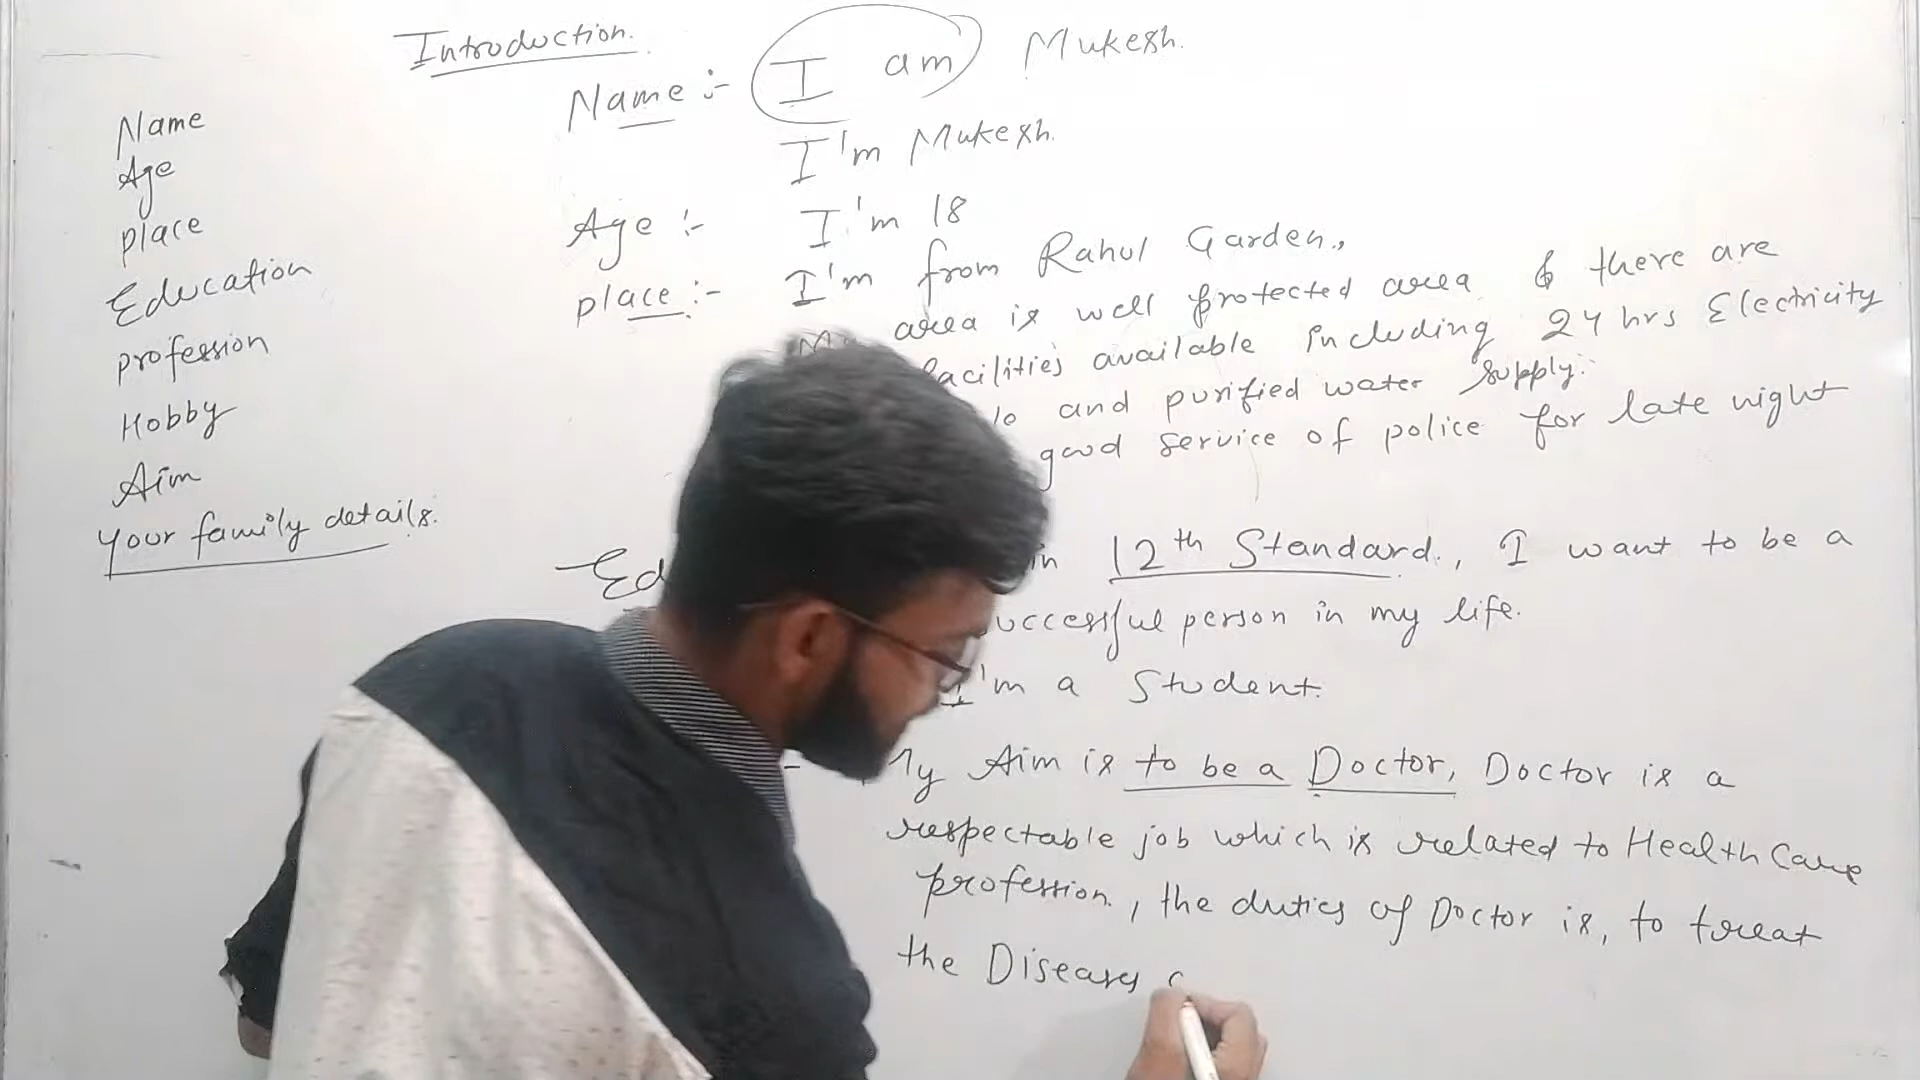 Introduction.
Name
Age
place
Education
profession
Hobby
Aim
Your family details.
Name :- I am Mukesh.
I'm Mukesh.
Age :- I'm 18
place :- I'm from Rahul Garden.,
area is well protected area & there are
facilities available including 24 hrs Electricity
and purified water supply.
good service of police for late night
in 12th Standard., I want to be a
successful person in my life.
I'm a Student.
My Aim is to be a Doctor, Doctor is a
respectable job which is related to Health Care
profession., the duties of Doctor is, to treat
the Diseases